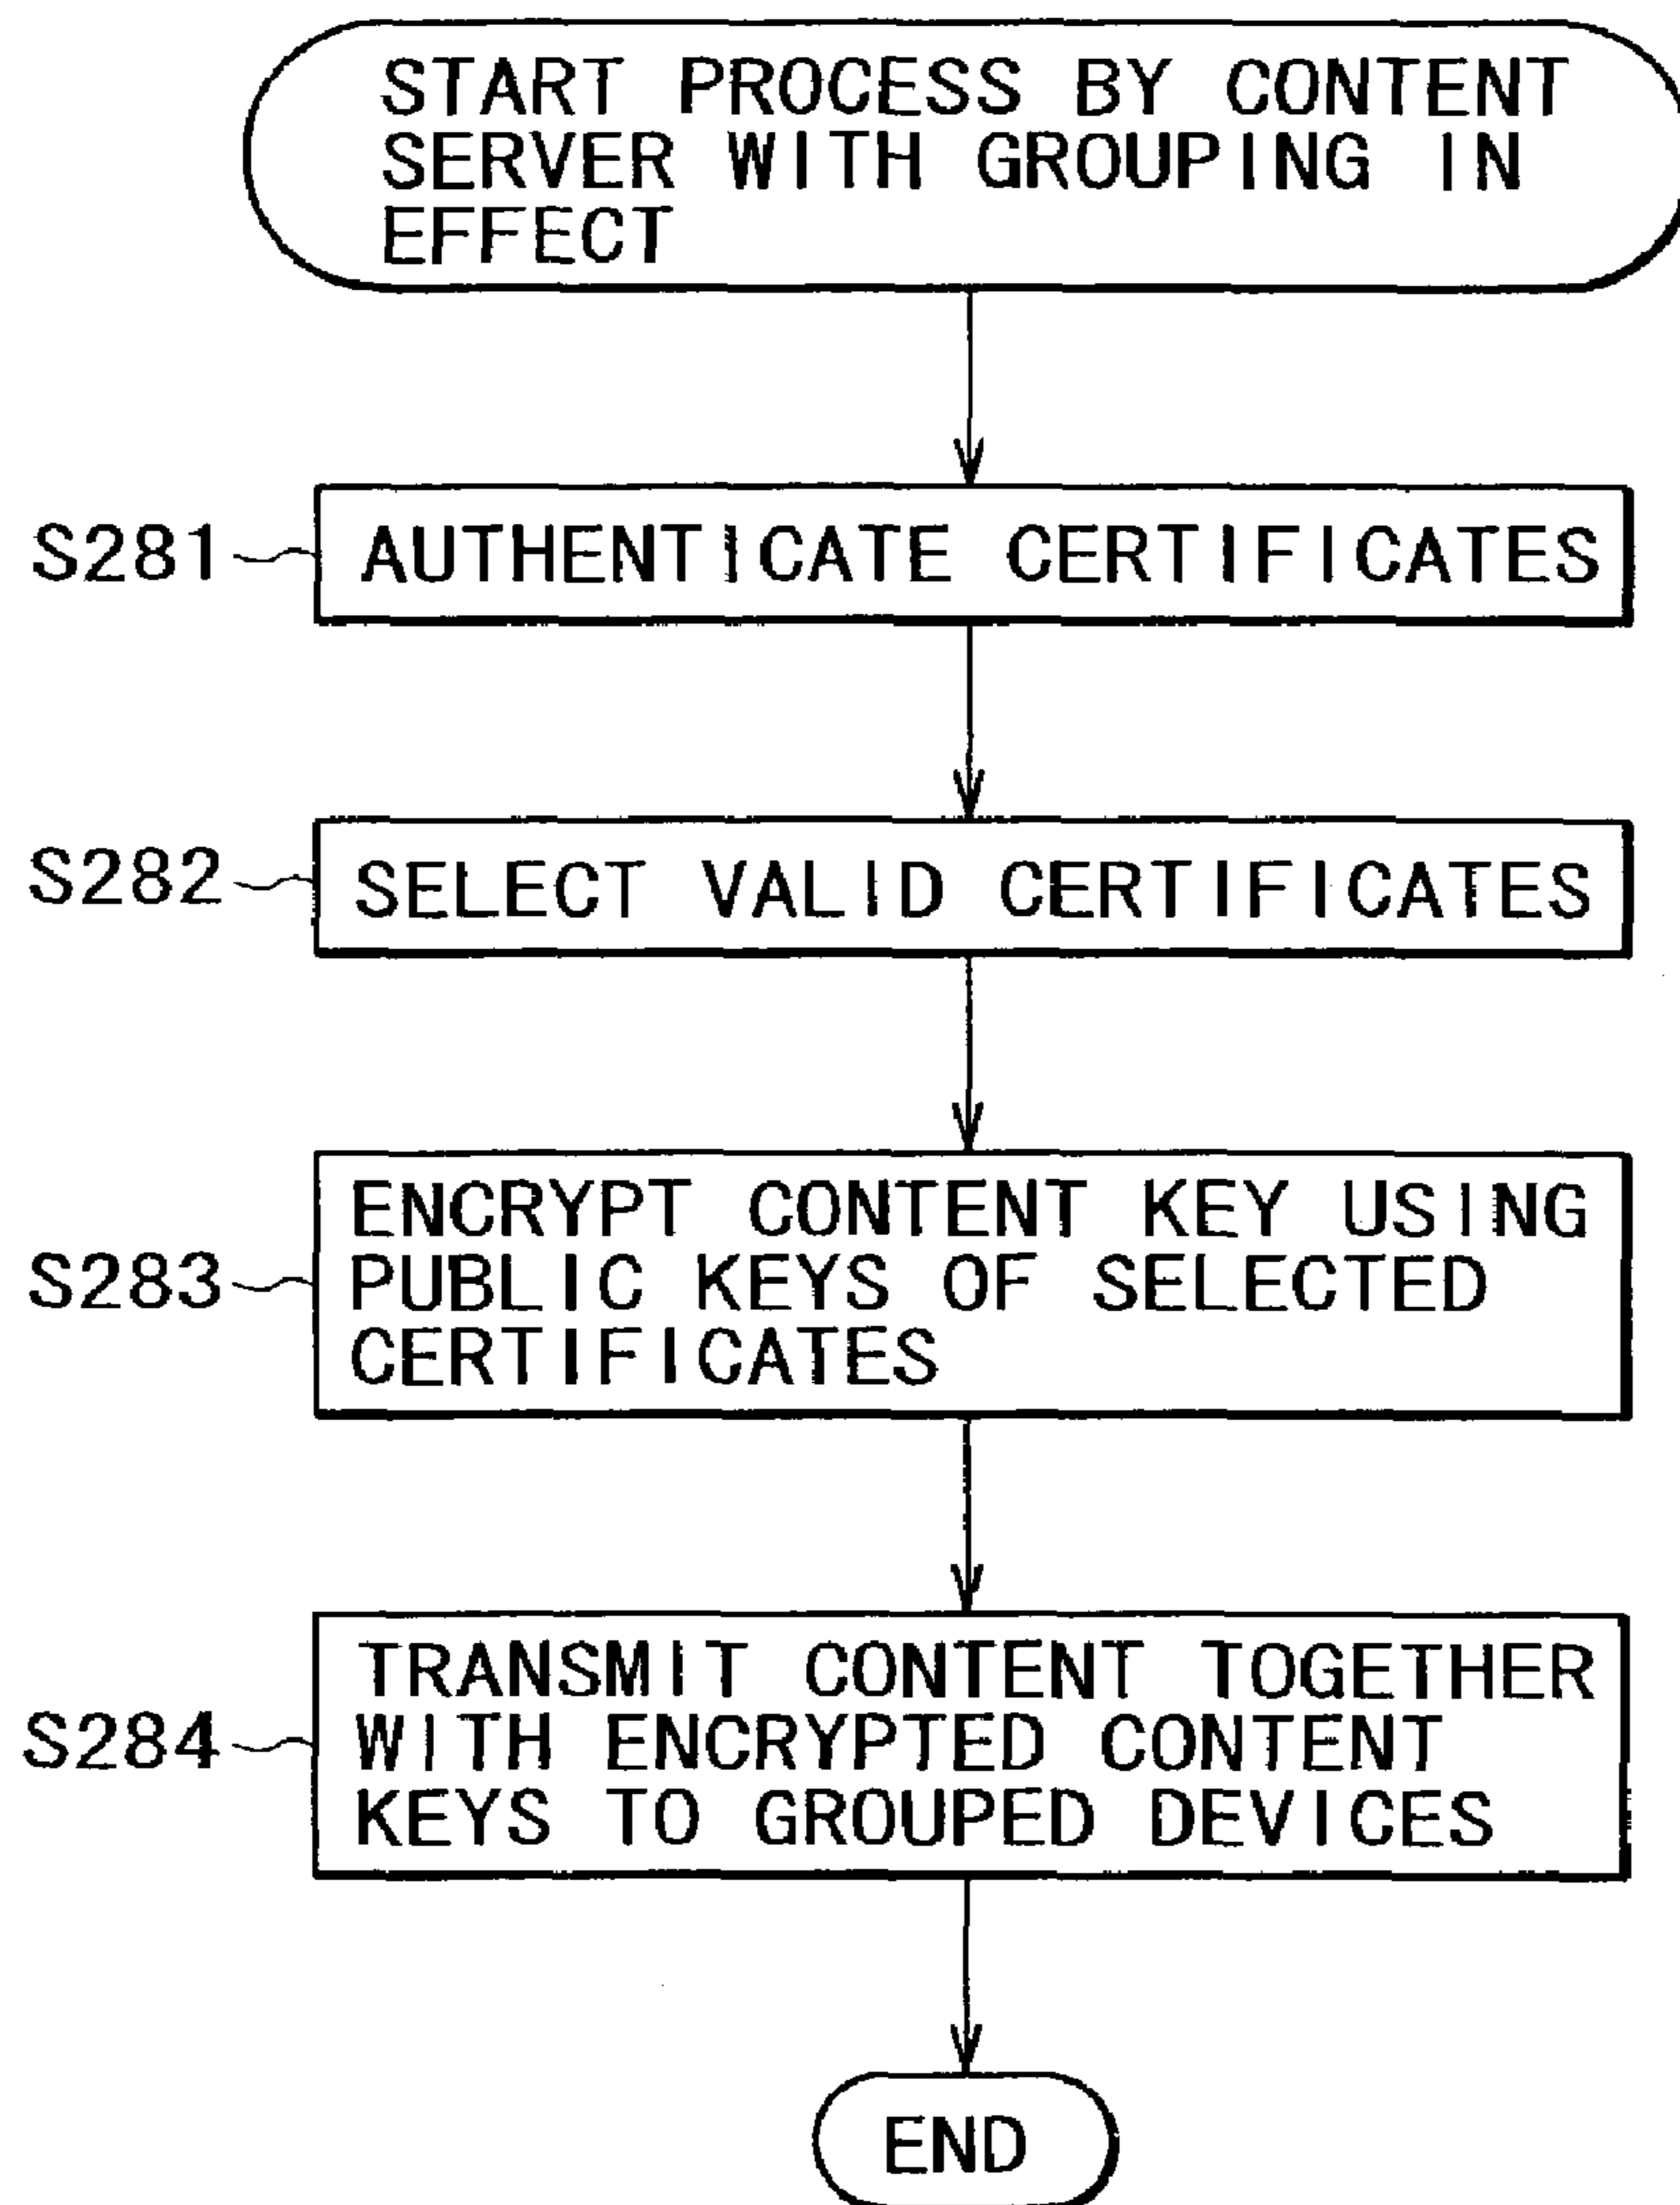 START PROCESS BY CONTENT
SERVER WITH GROUPING IN
EFFECT
S281
AUTHENTICATE CERTIFICATES
S282
SELECT VALID CERTIFICATES
S283
ENCRYPT CONTENT KEY USING
PUBLIC KEYS OF SELECTED
CERTIFICATES
S284
TRANSMIT CONTENT TOGETHER
WITH ENCRYPTED CONTENT
KEYS TO GROUPED DEVICES
END